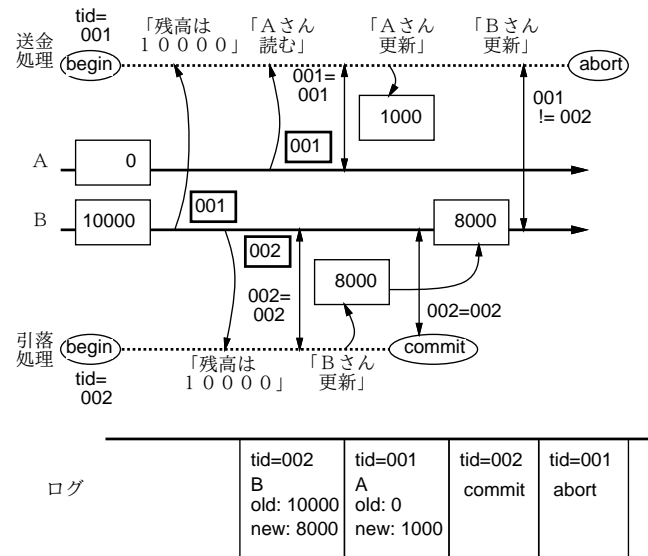 tid=
001
送金
処理
begin
「残高は
１００００」
「Ａさん
読む」
「Ａさん
更新」
「Ｂさん
更新」
abort
001=
001
1000
001
!= 002
001
A
0
B
10000
001
002
8000
002=
002
8000
002=002
引落
処理
begin
tid=
002
「残高は
１００００」
「Ｂさん
更新」
commit
ログ
tid=002
B
old: 10000
new: 8000
tid=001
A
old: 0
new: 1000
tid=002
commit
tid=001
abort